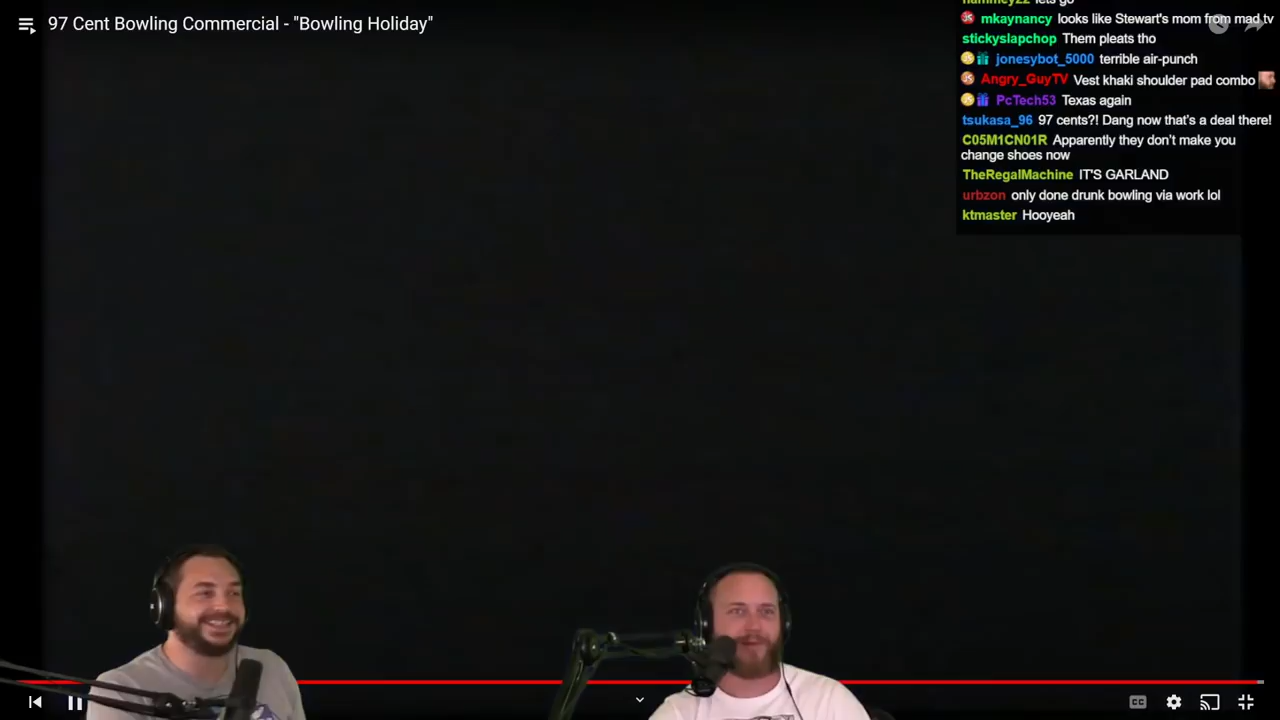 97 Cent Bowling Commercial - "Bowling Holiday"
mkaynancy looks like Stewart's mom from mad tv
stickyslapchop Them pleats tho
jonesybot_5000 terrible air-punch
Angry_GuyTV Vest khaki shoulder pad combo
PcTech53 Texas again
tsukasa_96 97 cents?! Dang now that's a deal there!
C05M1CN01R Apparently they don't make you
change shoes now
TheRegalMachine IT'S GARLAND
urbzon only done drunk bowling via work lol
ktmaster Hooyeah
CC